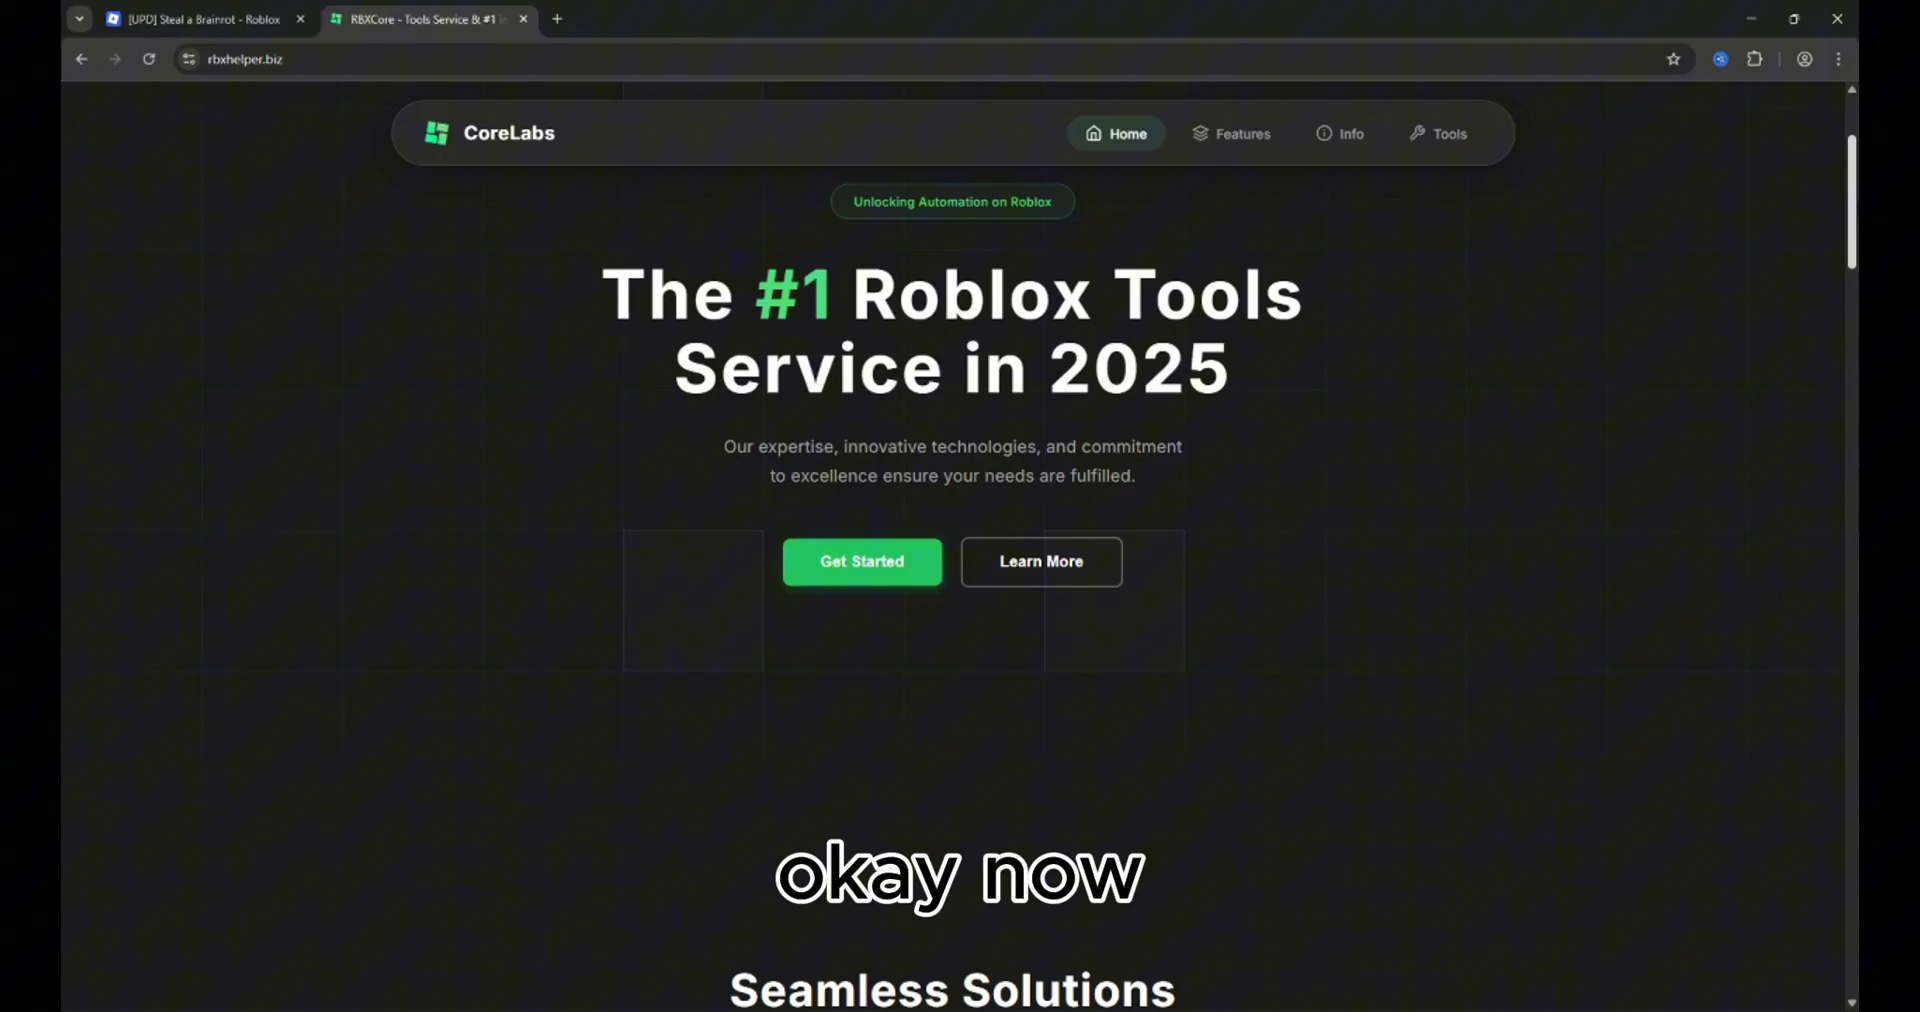 [UPD] Steal a Brainrot - Roblox
RBXCore - Tools Service & #1 in
rbxhelper.biz
CoreLabs
Home
Features
Info
Tools
Unlocking Automation on Roblox
The #1 Roblox Tools
Service in 2025
Our expertise, innovative technologies, and commitment
to excellence ensure your needs are fulfilled.
Get Started
Learn More
okay now
Seamless Solutions